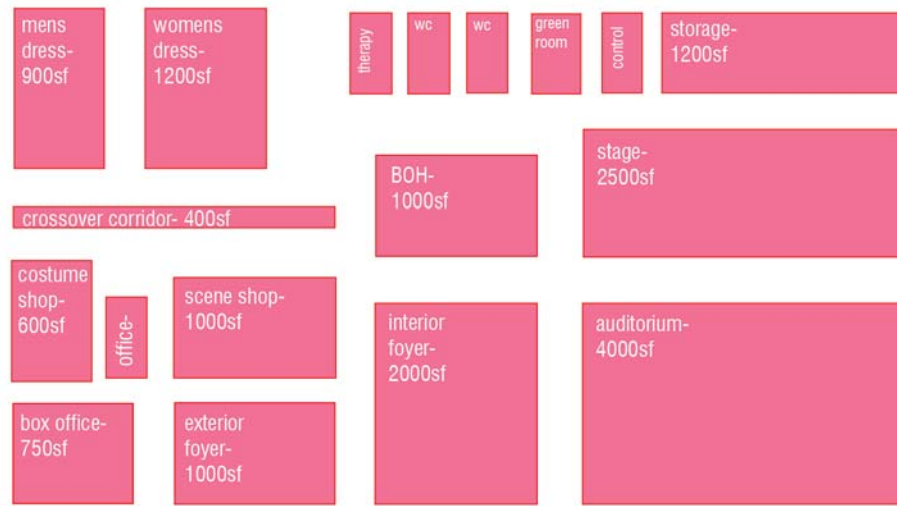 mens
dress-
900sf
womens
dress-
1200sf
therapy
wc
wc
green
room
control
storage-
1200sf
BOH-
1000sf
stage-
2500sf
crossover corridor- 400sf
costume
shop-
600sf
office-
scene shop-
1000sf
interior
foyer-
2000sf
auditorium-
4000sf
box office-
750sf
exterior
foyer-
1000sf